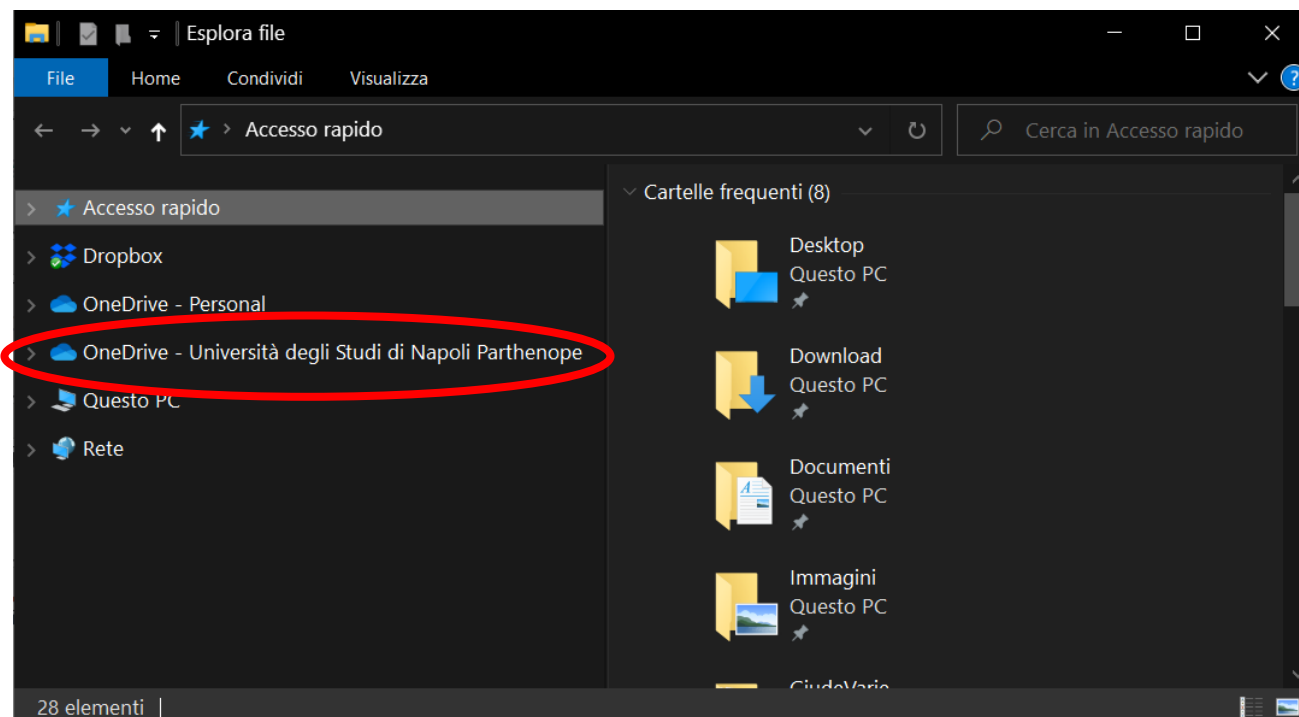 Esplora file
File Home Condividi Visualizza
?
Accesso rapido
Cerca in Accesso rapido
Accesso rapido
Dropbox
OneDrive - Personal
OneDrive - Università degli Studi di Napoli Parthenope
Questo PC
Rete
Cartelle frequenti (8)
Desktop
Questo PC
Download
Questo PC
Documenti
Questo PC
Immagini
Questo PC
GiudeVarie
28 elementi